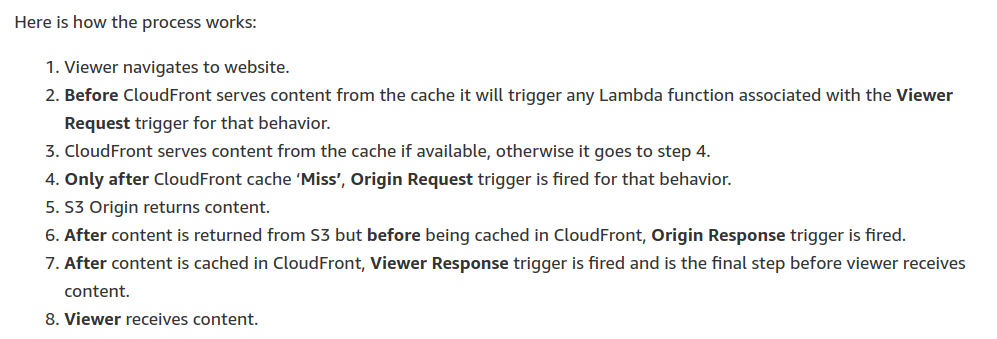 Here is how the process works:
1. Viewer navigates to website.
2. Before CloudFront serves content from the cache it will trigger any Lambda function associated with the Viewer
Request trigger for that behavior.
3. CloudFront serves content from the cache if available, otherwise it goes to step 4.
4. Only after CloudFront cache ‘Miss’, Origin Request trigger is fired for that behavior.
5. S3 Origin returns content.
6. After content is returned from S3 but before being cached in CloudFront, Origin Response trigger is fired.
7. After content is cached in CloudFront, Viewer Response trigger is fired and is the final step before viewer receives
content.
8. Viewer receives content.